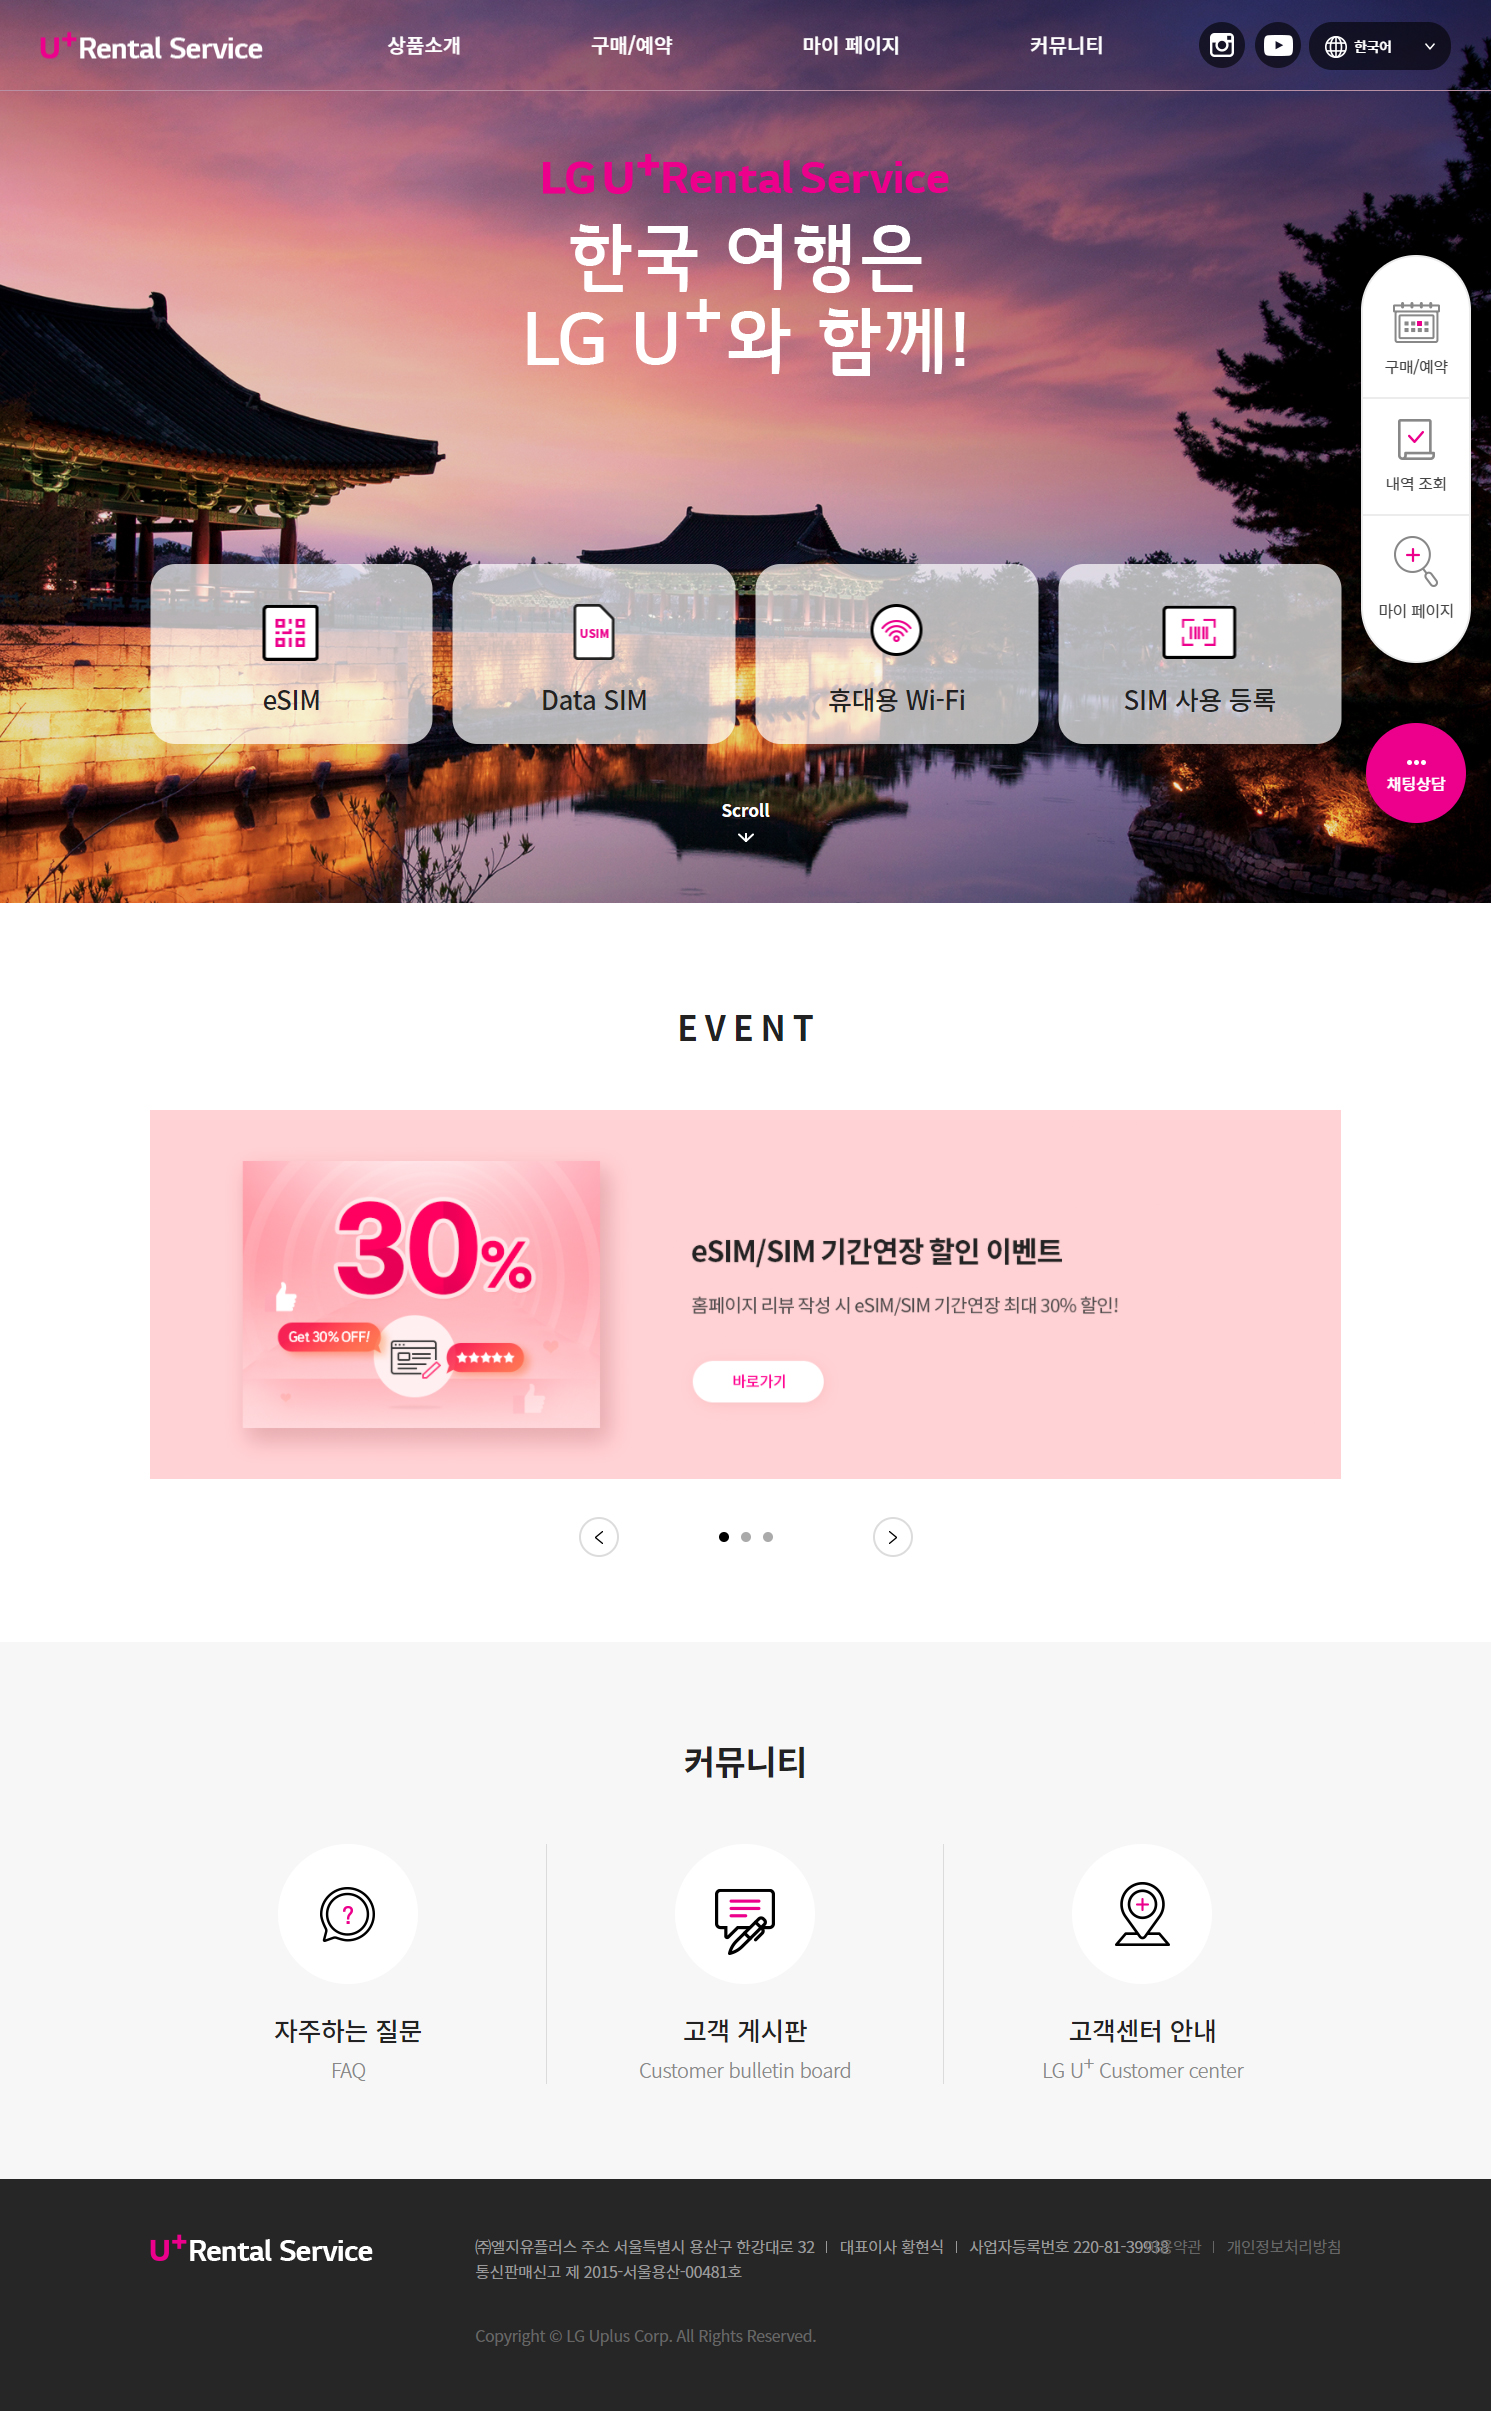 U+Rental Service
상품소개
구매/예약
마이 페이지
커뮤니티
한국어
LG U+Rental Service
한국 여행은
LG U+와 함께!
구매/예약
내역 조회
마이 페이지
eSIM
USIM
Data SIM
휴대용 Wi-Fi
SIM 사용 등록
채팅상담
Scroll
EVENT
30%
Get 30% OFF!
eSIM/SIM 기간연장 할인 이벤트
홈페이지 리뷰 작성 시 eSIM/SIM 기간연장 최대 30% 할인!
바로가기
커뮤니티
자주하는 질문
FAQ
고객 게시판
Customer bulletin board
고객센터 안내
LG U+ Customer center
U+Rental Service
㈜엘지유플러스 주소 서울특별시 용산구 한강대로 32 | 대표이사 황현식 | 사업자등록번호 220-81-39938
개인정보처리방침
통신판매신고 제 2015-서울용산-00481호
Copyright © LG Uplus Corp. All Rights Reserved.